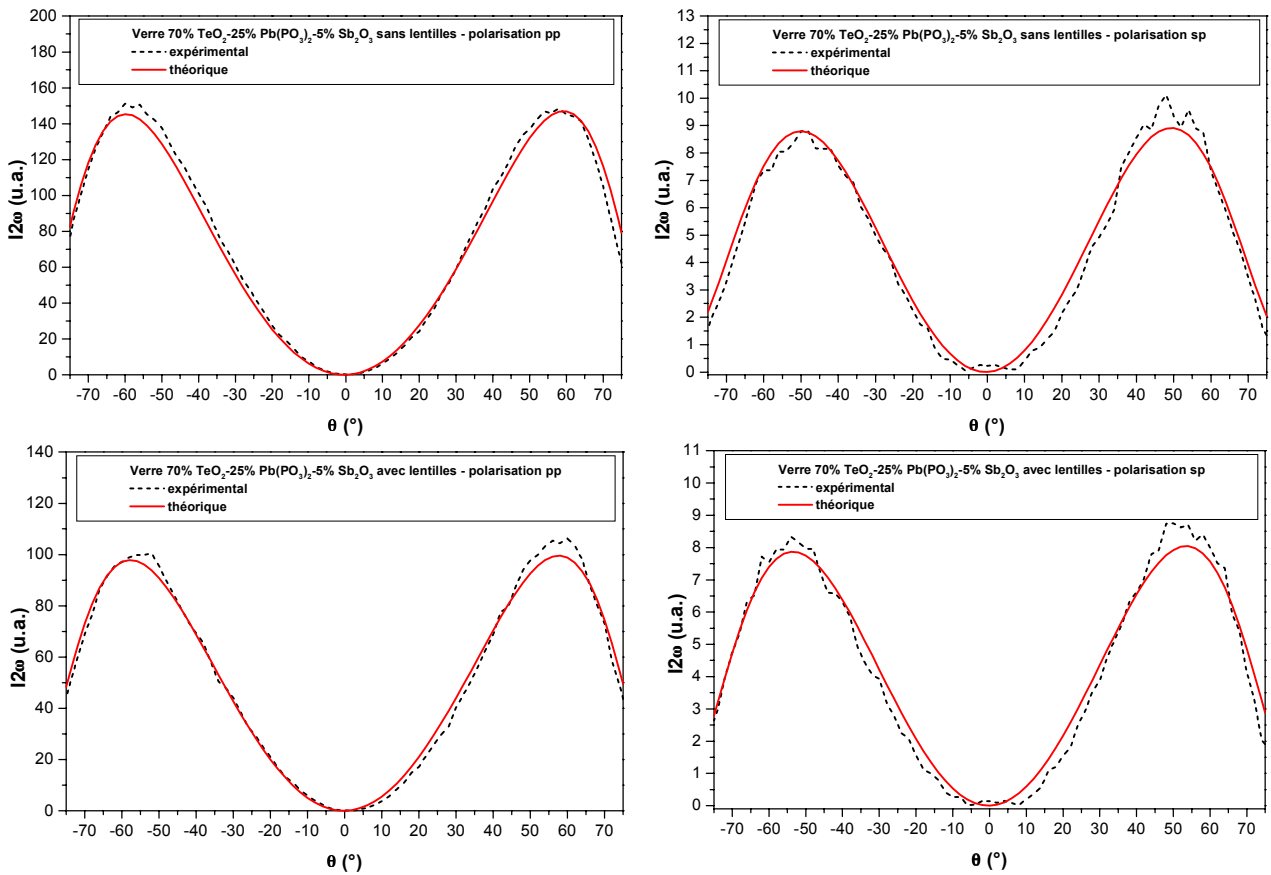 Verre 70% TeO₂-25% Pb(PO₃)₂-5% Sb₂O₃ sans lentilles - polarisation pp
expérimental
théorique
I2ω (u.a.)
200
180
160
140
120
100
80
60
40
20
0
-70 -60 -50 -40 -30 -20 -10 0 10 20 30 40 50 60 70
θ (°)
Verre 70% TeO₂-25% Pb(PO₃)₂-5% Sb₂O₃ sans lentilles - polarisation sp
expérimental
théorique
I2ω (u.a.)
13
12
11
10
9
8
7
6
5
4
3
2
1
0
-70 -60 -50 -40 -30 -20 -10 0 10 20 30 40 50 60 70
θ (°)
Verre 70% TeO₂-25% Pb(PO₃)₂-5% Sb₂O₃ avec lentilles - polarisation pp
expérimental
théorique
I2ω (u.a.)
140
120
100
80
60
40
20
0
-70 -60 -50 -40 -30 -20 -10 0 10 20 30 40 50 60 70
θ (°)
Verre 70% TeO₂-25% Pb(PO₃)₂-5% Sb₂O₃ avec lentilles - polarisation sp
expérimental
théorique
I2ω (u.a.)
11
10
9
8
7
6
5
4
3
2
1
0
-70 -60 -50 -40 -30 -20 -10 0 10 20 30 40 50 60 70
θ (°)